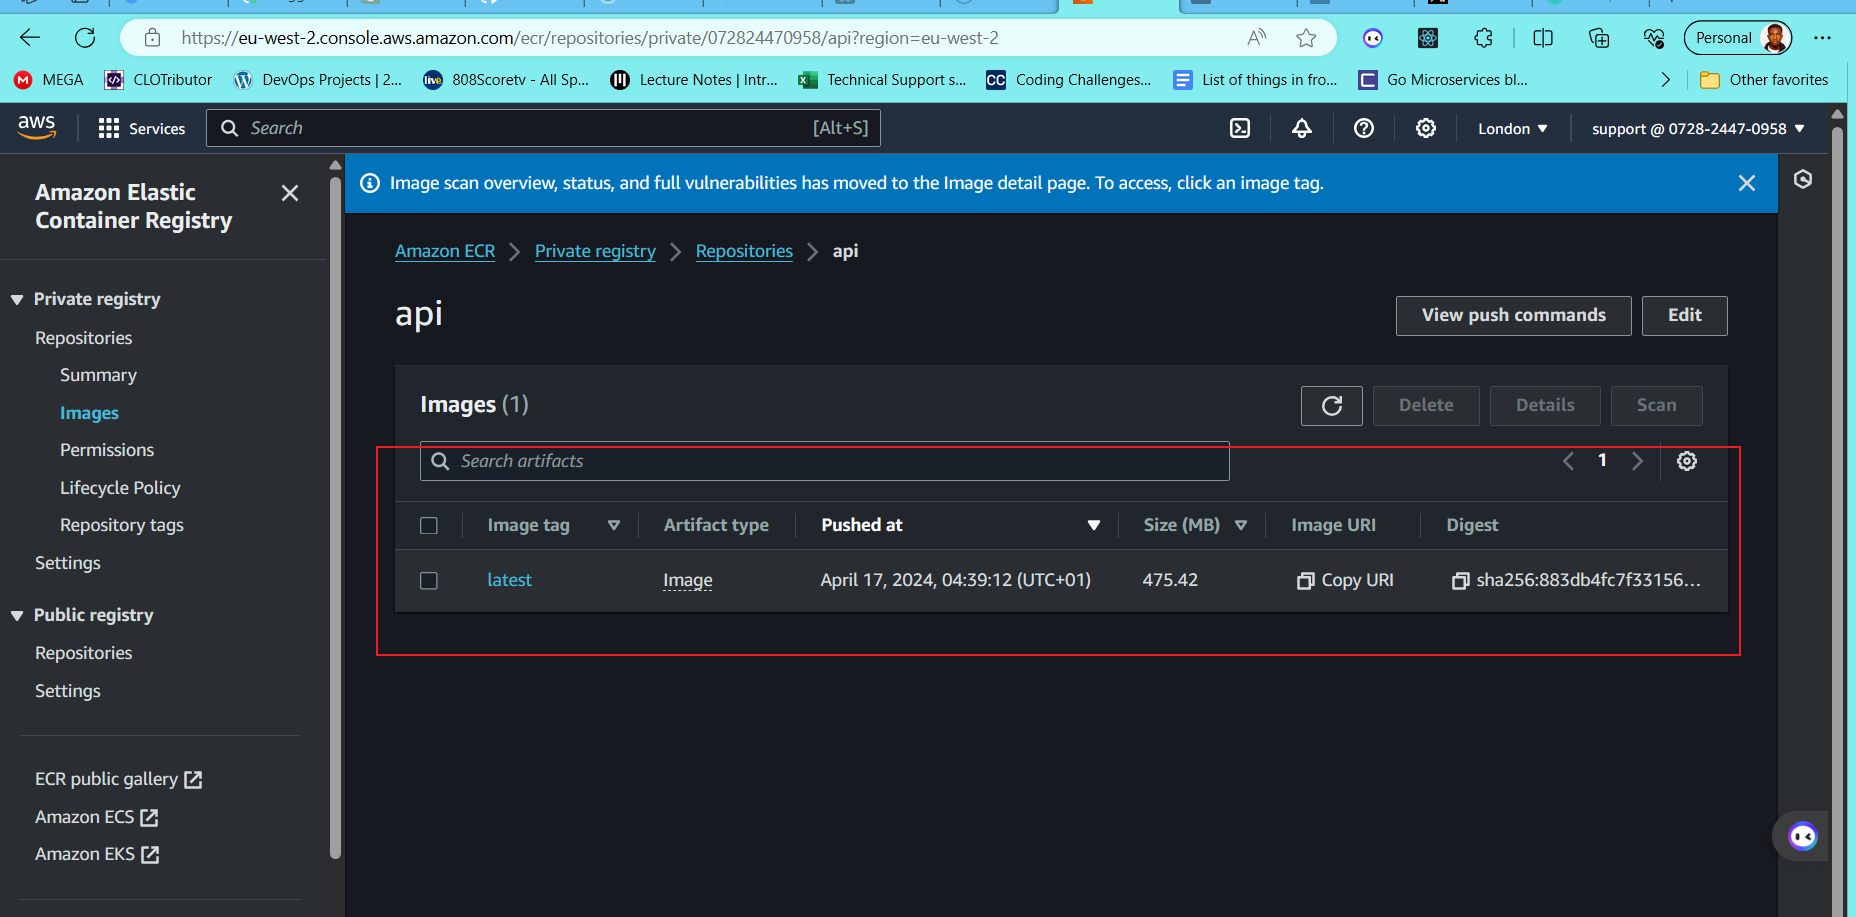 https://eu-west-2.console.aws.amazon.com/ecr/repositories/private/072824470958/api?region=eu-west-2
Personal
MEGA
CLOTributor
DevOps Projects | 2...
808Scoretv - All Sp...
Lecture Notes | Intr...
Technical Support s...
CC Coding Challenges...
List of things in fro...
Go Microservices bl...
Other favorites
aws
Services
Search
[Alt+S]
London
support @ 0728-2447-0958
Amazon Elastic
Container Registry
Private registry
Repositories
Summary
Images
Permissions
Lifecycle Policy
Repository tags
Settings
Public registry
Repositories
Settings
ECR public gallery
Amazon ECS
Amazon EKS
Image scan overview, status, and full vulnerabilities has moved to the Image detail page. To access, click an image tag.
Amazon ECR
Private registry
Repositories
api
api
View push commands
Edit
Images (1)
Delete
Details
Scan
Search artifacts
1
Image tag
Artifact type
Pushed at
Size (MB)
Image URI
Digest
latest
Image
April 17, 2024, 04:39:12 (UTC+01)
475.42
Copy URI
sha256:883db4fc7f33156...